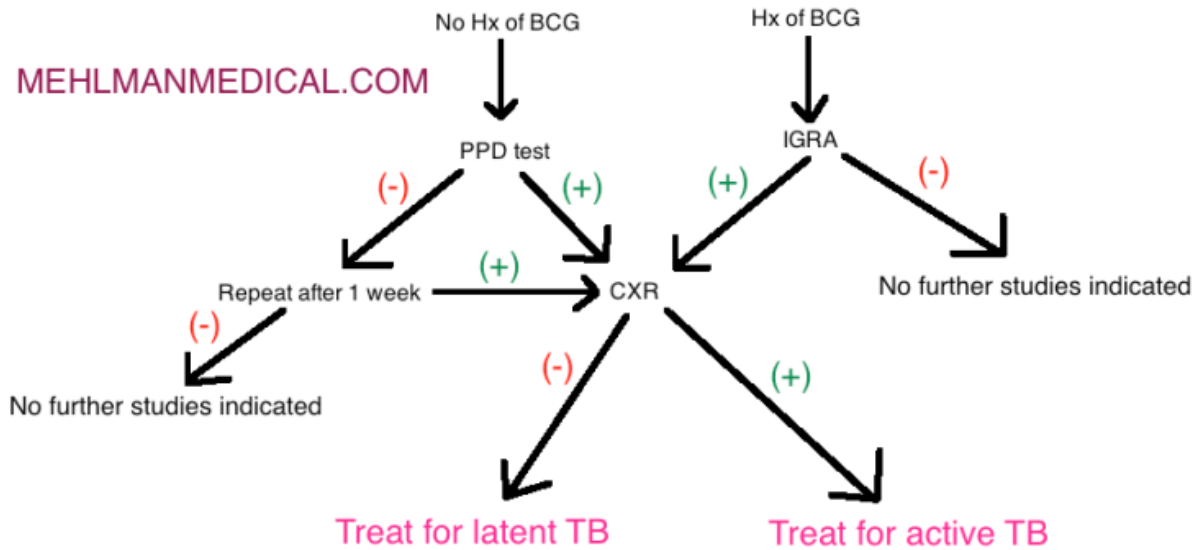 No Hx of BCG
Hx of BCG
MEHLMANMEDICAL.COM
PPD test
IGRA
(-)
(+)
(+)
(-)
Repeat after 1 week
(+)
CXR
No further studies indicated
(-)
No further studies indicated
(-)
(+)
Treat for latent TB
Treat for active TB